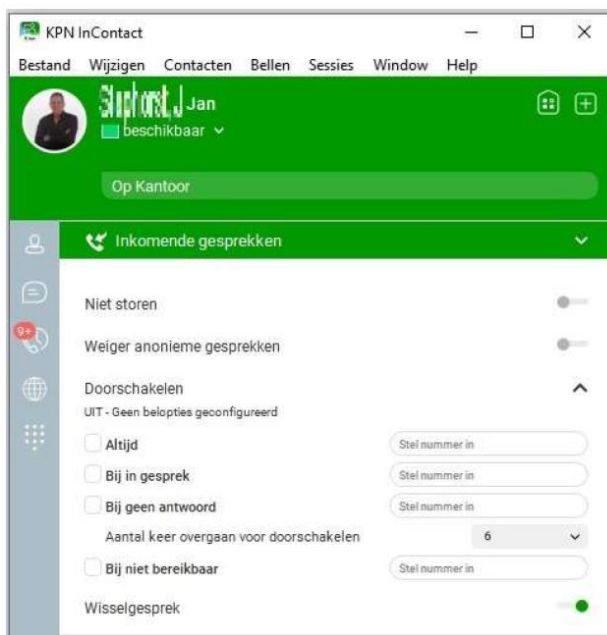 KPN InContact
Bestand Wijzigen Contacten Bellen Sessies Window Help
Jan
beschikbaar
Op Kantoor
Inkomende gesprekken
Niet storen
9+
Weiger anonieme gesprekken
Doorschakelen
UIT - Geen belopties geconfigureerd
Altijd Stel nummer in
Bij in gesprek Stel nummer in
Bij geen antwoord Stel nummer in
Aantal keer overgaan voor doorschakelen 6
Bij niet bereikbaar Stel nummer in
Wisselgesprek